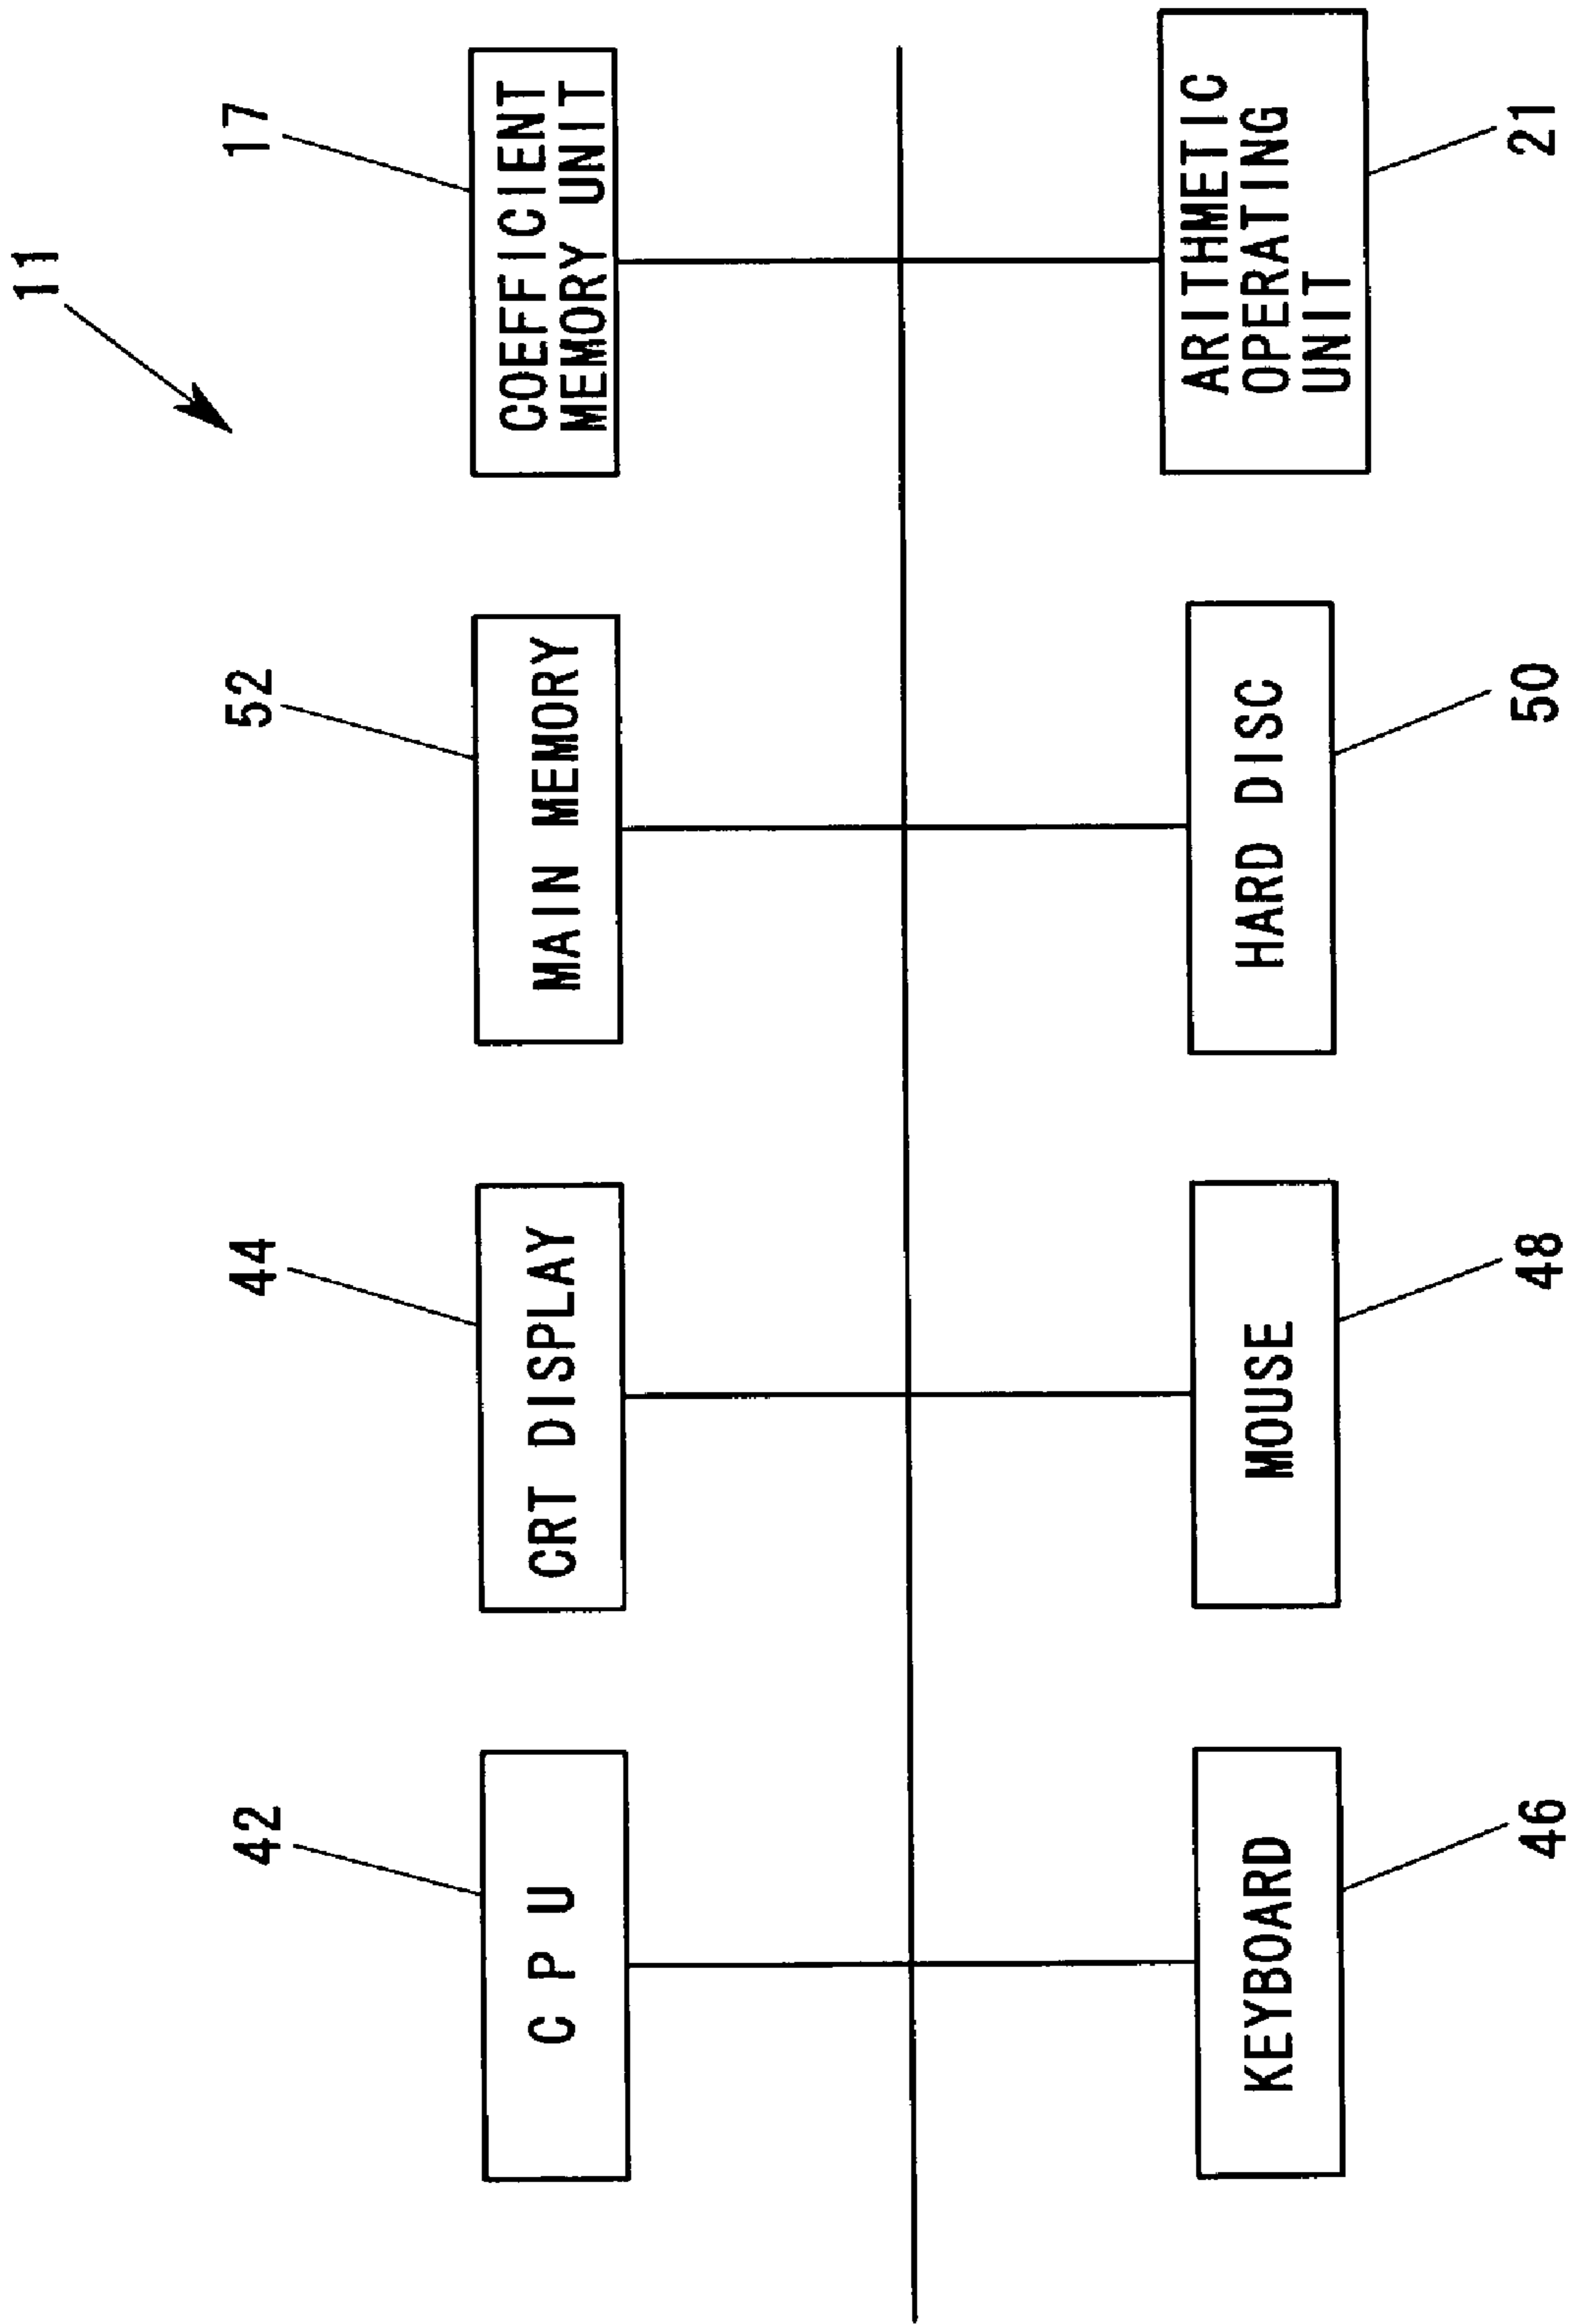 11
42
44
52
17
C P U
CRT DISPLAY
MAIN MEMORY
COEFFICIENT
MEMORY UNIT
KEYBOARD
MOUSE
HARD DISC
ARITHMETIC
OPERATING
UNIT
46
48
50
21